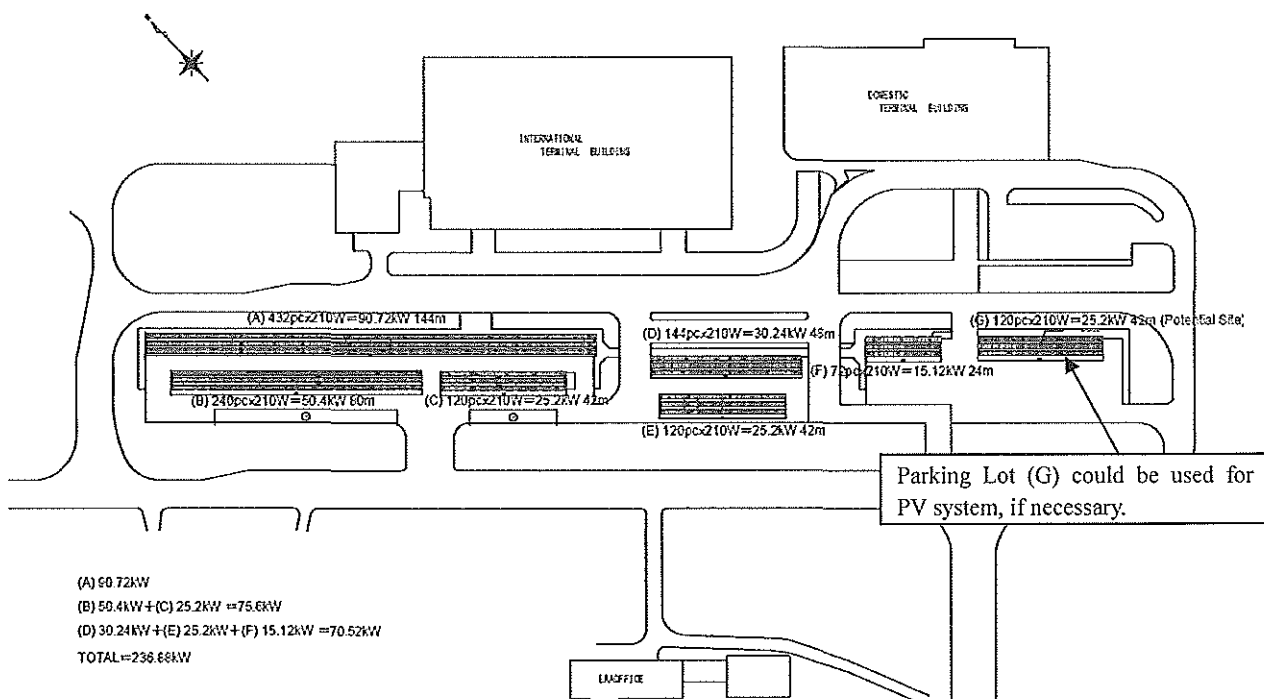 INTERNATIONAL
TERMINAL BUILDING
DOMESTIC
TERMINAL BUILDING
(A) 432pcx210W=90.72kW 144m
(B) 240pcx210W=50.4kW 80m
(C) 120pcx210W=25.2kW 42m
(D) 144pcx210W=30.24kW 48m
(E) 120pcx210W=25.2kW 42m
(F) 72pcx210W=15.12kW 24m
(G) 120pcx210W=25.2kW 42m (Potential Site)
Parking Lot (G) could be used for
PV system, if necessary.
(A) 90.72kW
(B) 50.4kW+(C) 25.2kW =75.6kW
(D) 30.24kW+(E) 25.2kW+(F) 15.12kW =70.52kW
TOTAL=236.88kW